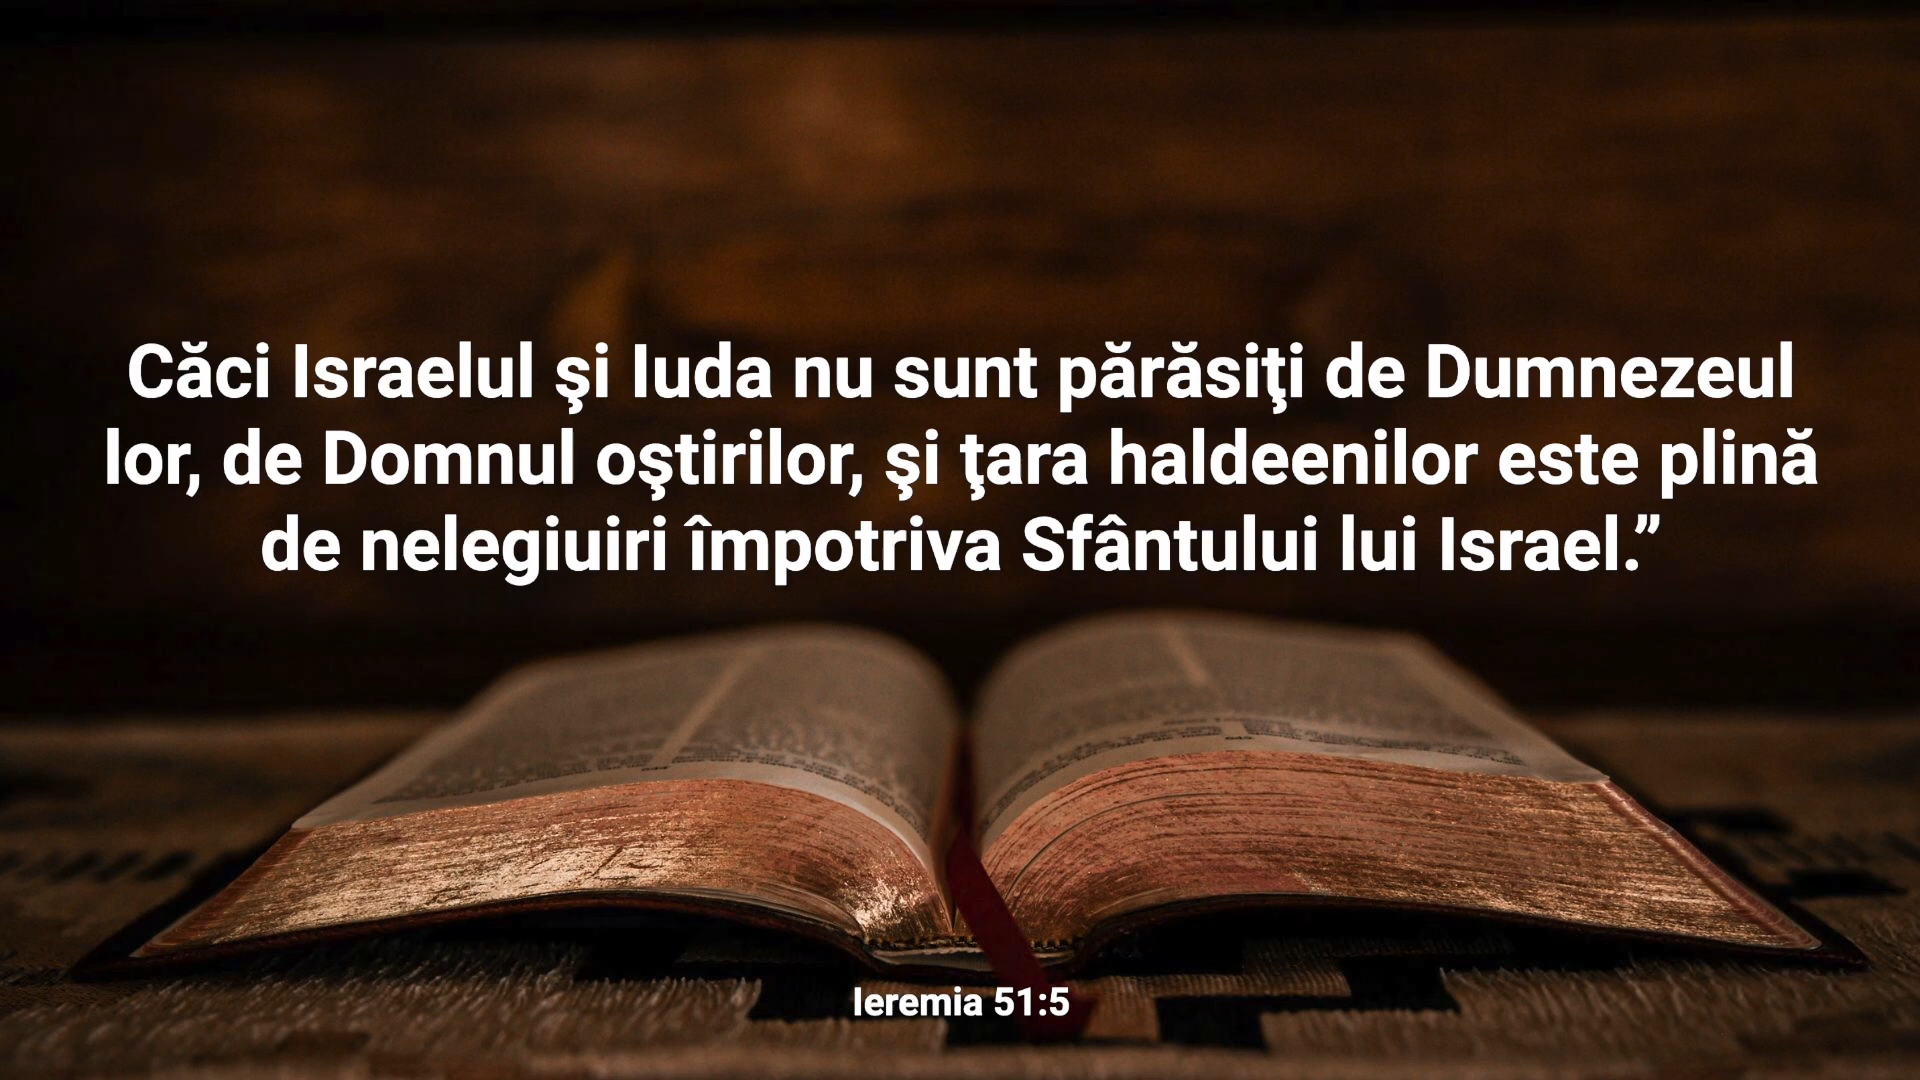 Căci Israelul şi Iuda nu sunt părăsiţi de Dumnezeul
lor, de Domnul oştirilor, şi ţara haldeenilor este plină
de nelegiuiri împotriva Sfântului lui Israel.”
Ieremia 51:5